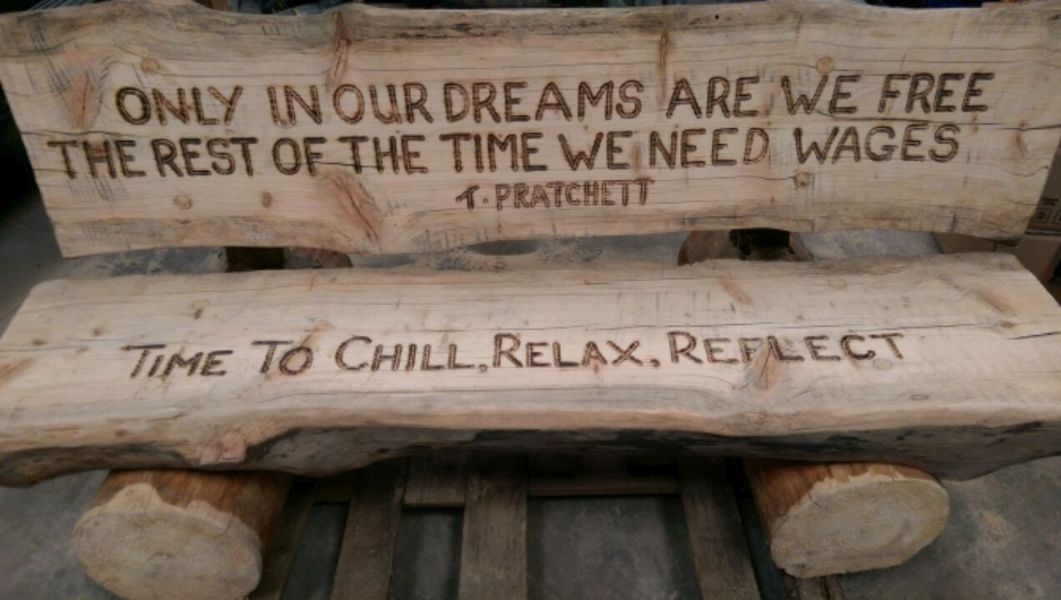 ONLY IN OUR DREAMS ARE WE FREE
THE REST OF THE TIME WE NEED WAGES
T. PRATCHETT
TIME TO CHILL, RELAX, REFLECT